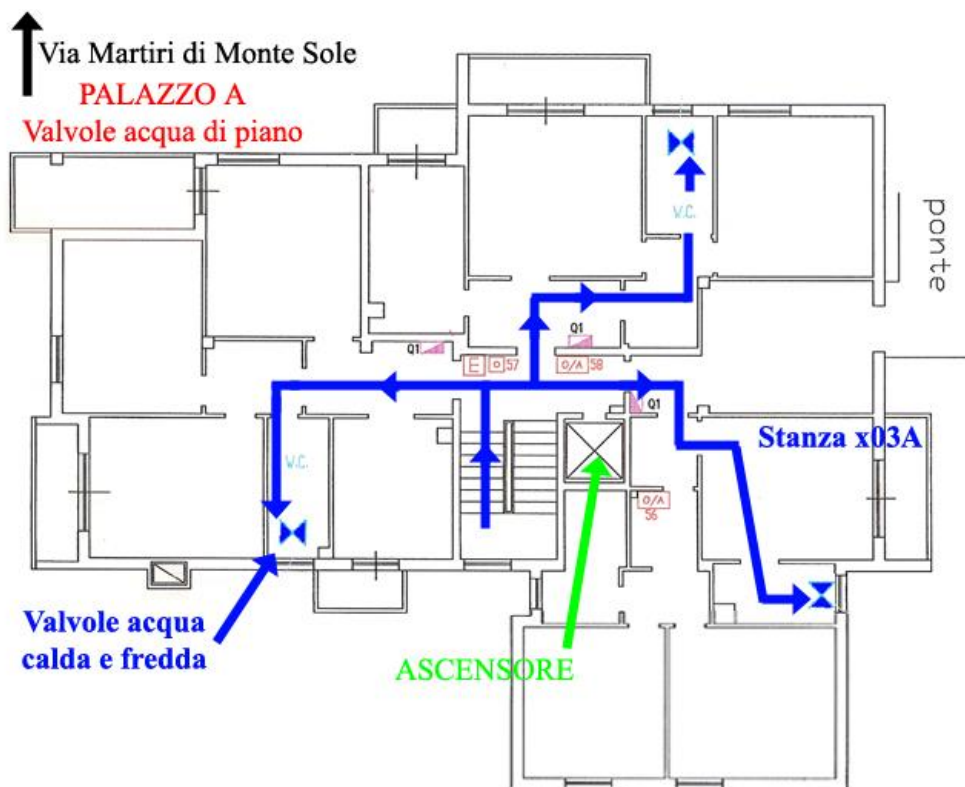 Via Martiri di Monte Sole
PALAZZO A
Valvole acqua di piano
W.C.
ponte
Q1
Q1
E
O
57
O/A
58
Q1
Stanza x03A
W.C.
O/A
56
Valvole acqua
calda e fredda
ASCENSORE